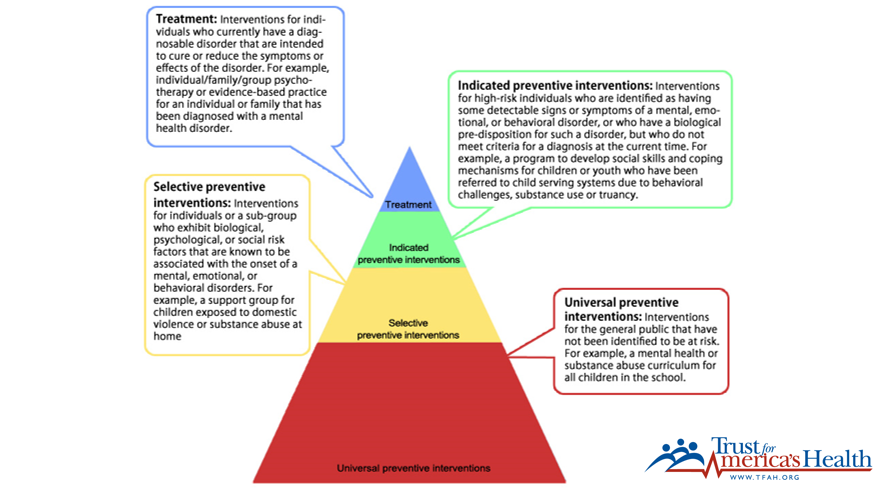 Treatment: Interventions for indi-
viduals who currently have a diag-
nosable disorder that are intended
to cure or reduce the symptoms or
effects of the disorder. For example,
individual/family/group psycho-
therapy or evidence-based practice
for an individual or family that has
been diagnosed with a mental
health disorder.
Indicated preventive interventions: Interventions
for high-risk individuals who are identified as having
some detectable signs or symptoms of a mental, emo-
tional, or behavioral disorder, or who have a biological
pre-disposition for such a disorder, but who do not
meet criteria for a diagnosis at the current time. For
example, a program to develop social skills and coping
mechanisms for children or youth who have been
referred to child serving systems due to behavioral
challenges, substance use or truancy.
Selective preventive
interventions: Interventions
for individuals or a sub-group
who exhibit biological,
psychological, or social risk
factors that are known to be
associated with the onset of a
mental, emotional, or
behavioral disorders. For
example, a support group for
children exposed to domestic
violence or substance abuse at
home
Treatment
Indicated
preventive interventions
Selective
preventive interventions
Universal preventive interventions
Universal preventive
interventions: Interventions
for the general public that have
not been identified to be at risk.
For example, a mental health or
substance abuse curriculum for
all children in the school.
Trust for
America's Health
WWW.TFAH.ORG